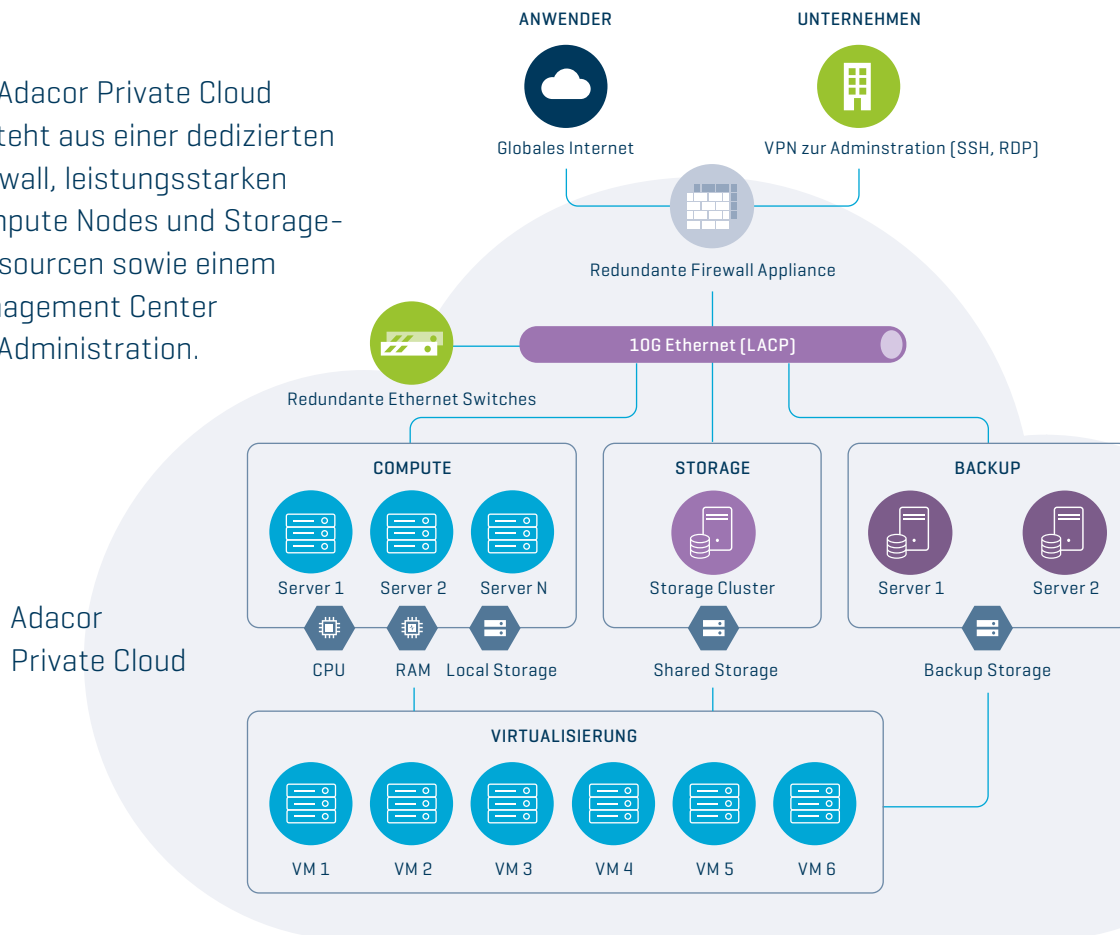 ANWENDER
UNTERNEHMEN
Globales Internet
VPN zur Adminstration (SSH, RDP)
Adacor Private Cloud
teht aus einer dedizierten
wall, leistungsstarken
pute Nodes und Storage-
sourcen sowie einem
agement Center
Administration.
Redundante Firewall Appliance
10G Ethernet (LACP)
Redundante Ethernet Switches
COMPUTE
Server 1
Server 2
Server N
CPU
RAM
Local Storage
STORAGE
Storage Cluster
Shared Storage
BACKUP
Server 1
Server 2
Backup Storage
Adacor
Private Cloud
VIRTUALISIERUNG
VM 1
VM 2
VM 3
VM 4
VM 5
VM 6